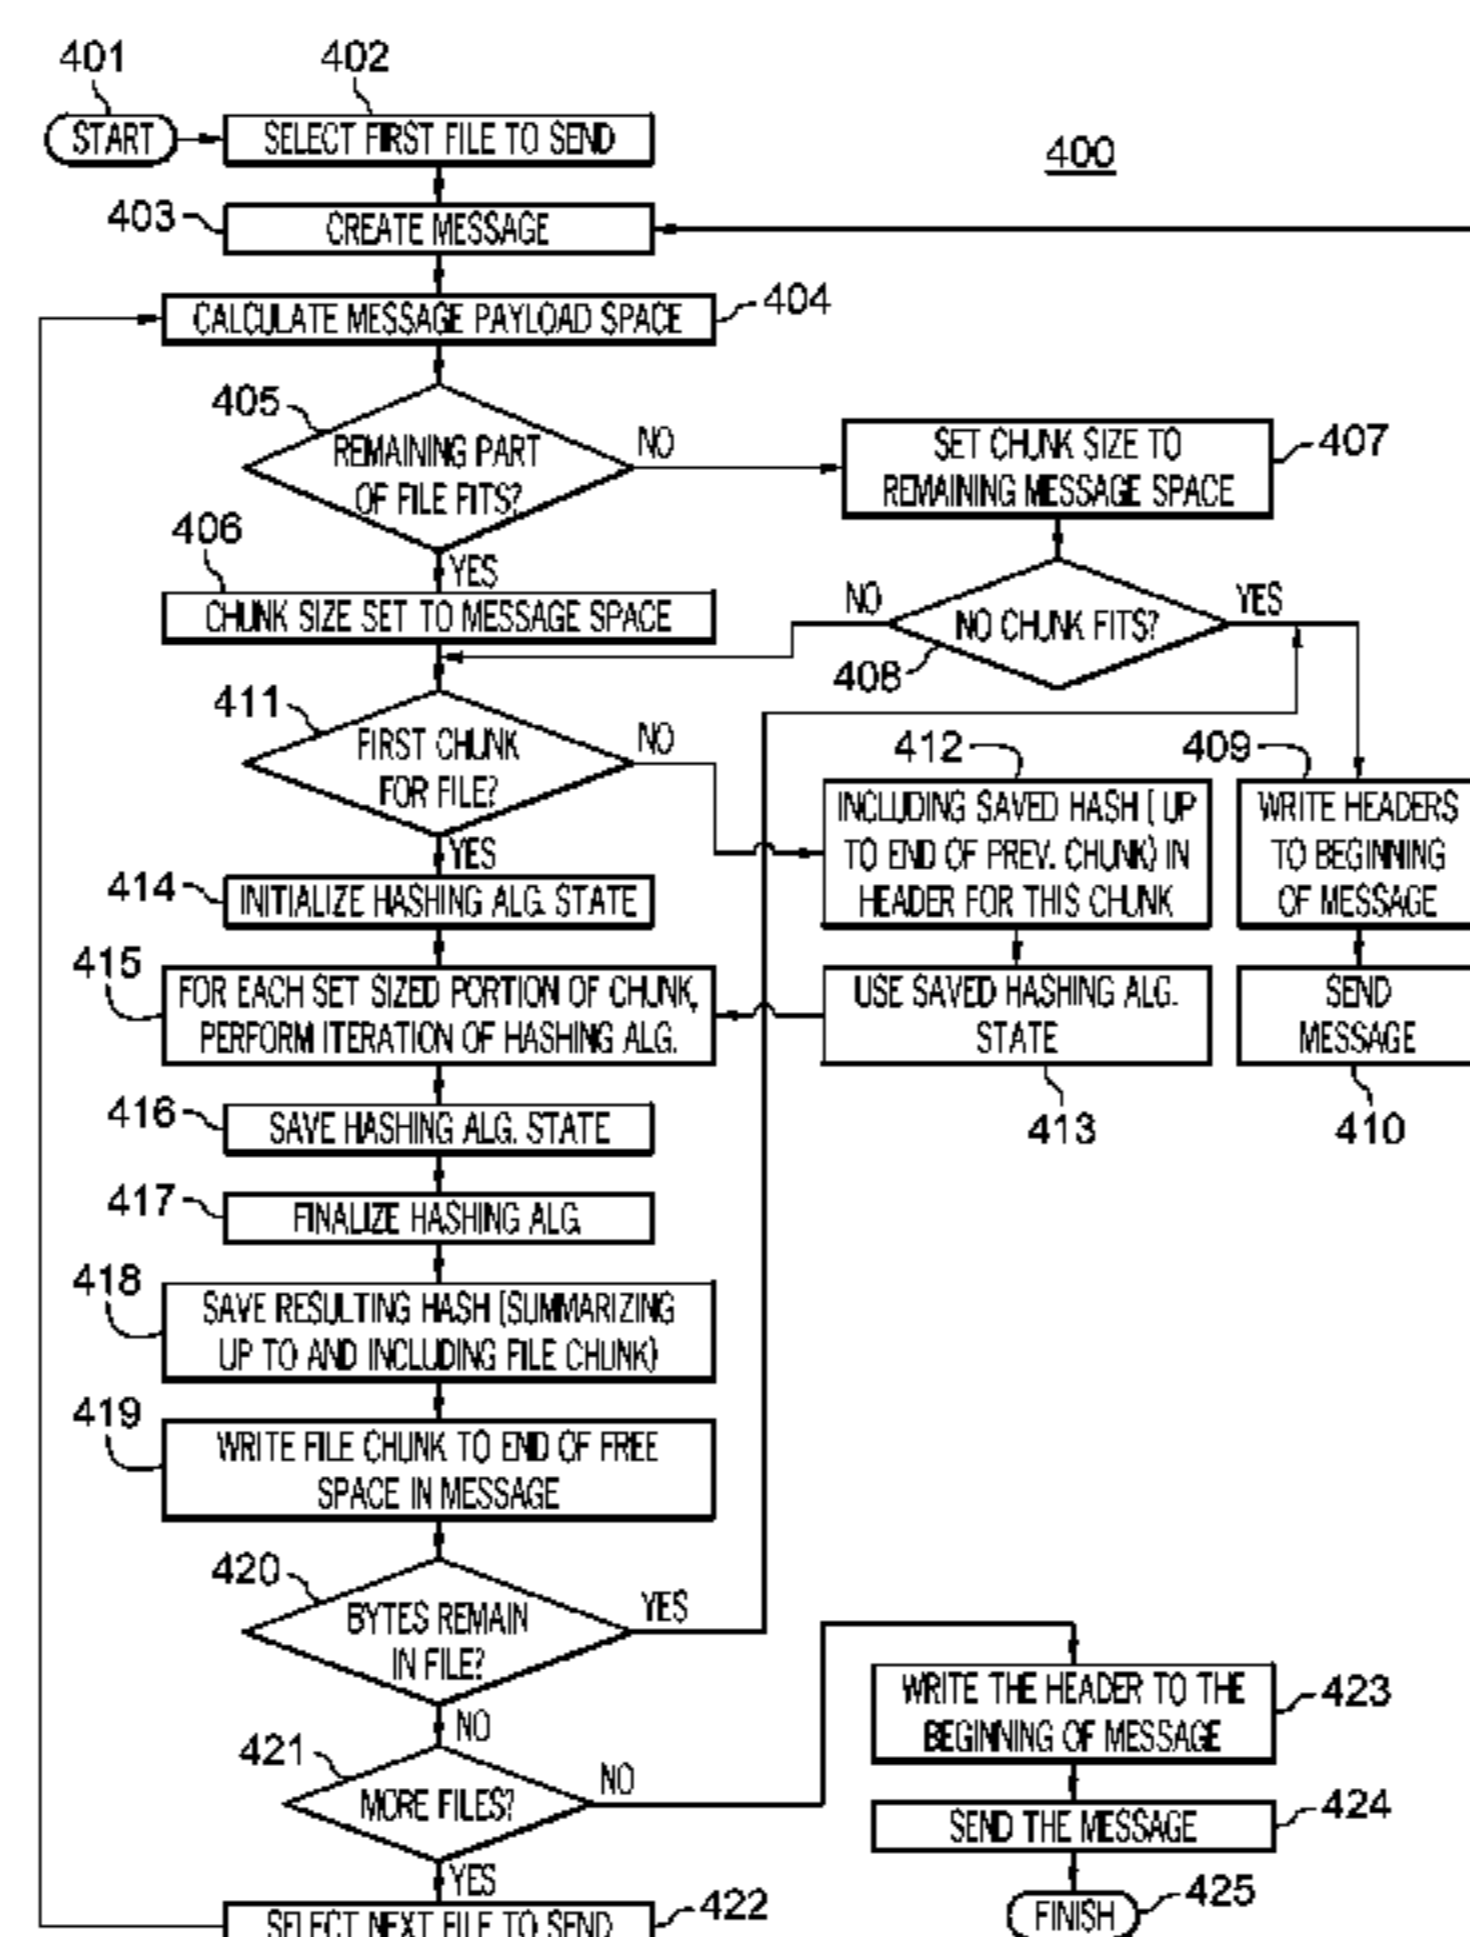 401
402
START
SELECT FIRST FILE TO SEND
400
403
CREATE MESSAGE
404
CALCULATE MESSAGE PAYLOAD SPACE
405
REMAINING PART
OF FILE FITS?
NO
SET CHUNK SIZE TO
REMAINING MESSAGE SPACE
407
406
YES
CHUNK SIZE SET TO MESSAGE SPACE
NO
NO CHUNK FITS?
YES
408
411
FIRST CHUNK
FOR FILE?
NO
412
409
INCLUDING SAVED HASH ( UP
TO END OF PREV. CHUNK) IN
HEADER FOR THIS CHUNK
WRITE HEADERS
TO BEGINNING
OF MESSAGE
YES
414
INITIALIZE HASHING ALG. STATE
415
FOR EACH SET SIZED PORTION OF CHUNK,
PERFORM ITERATION OF HASHING ALG.
USE SAVED HASHING ALG.
STATE
SEND
MESSAGE
413
410
416
SAVE HASHING ALG. STATE
417
FINALIZE HASHING ALG.
418
SAVE RESULTING HASH (SUMMARIZING
UP TO AND INCLUDING FILE CHUNK)
419
WRITE FILE CHUNK TO END OF FREE
SPACE IN MESSAGE
420
BYTES REMAIN
IN FILE?
YES
NO
421
MORE FILES?
NO
WRITE THE HEADER TO THE
BEGINNING OF MESSAGE
423
SEND THE MESSAGE
424
YES
SELECT NEXT FILE TO SEND
422
FINISH
425